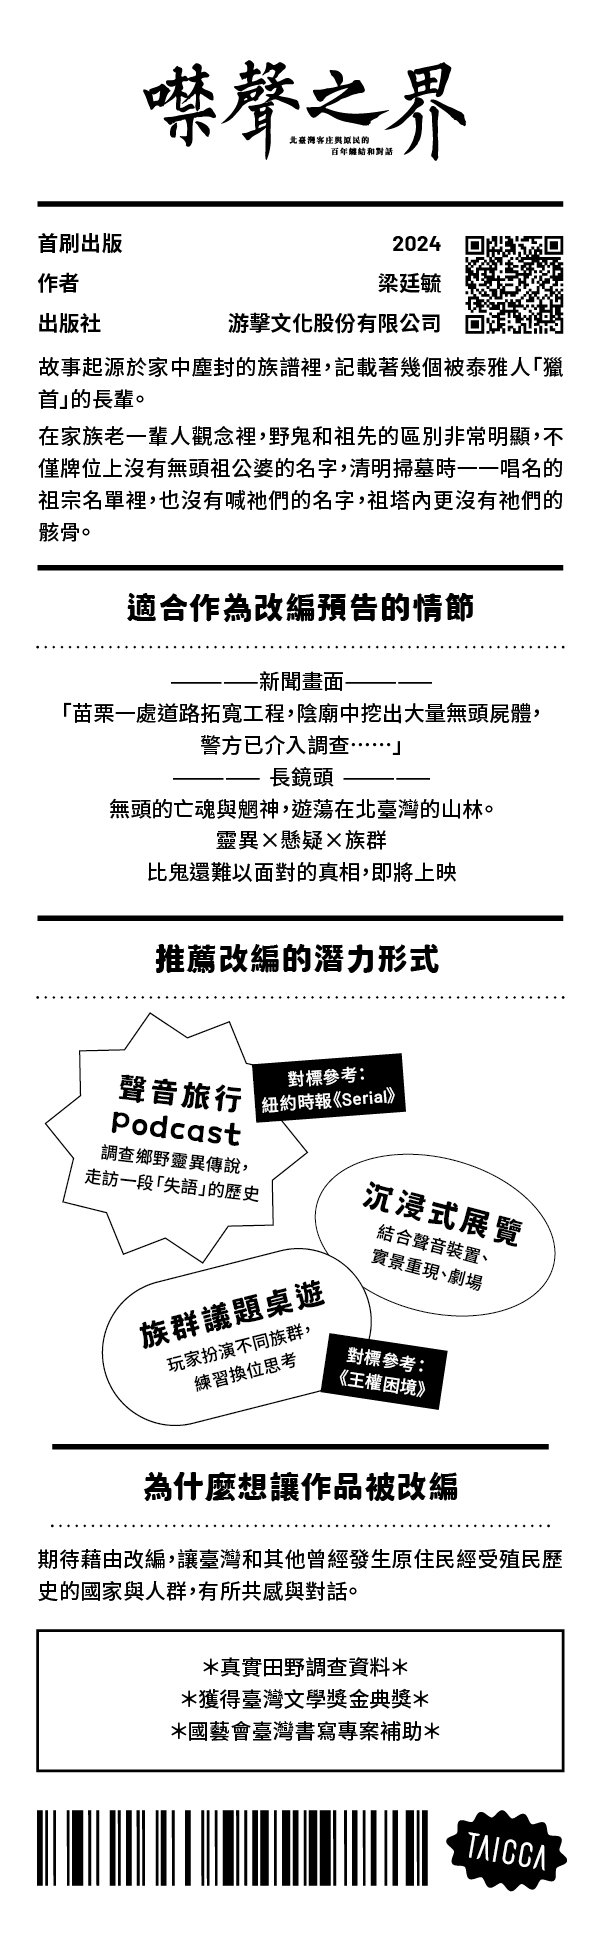 噤聲之界
北臺灣客庄與原民的
百年纏結和對話
首刷出版 2024
作者 梁廷毓
出版社 游擊文化股份有限公司
故事起源於家中塵封的族譜裡，記載著幾個被泰雅人「獵
首」的長輩。
在家族老一輩人觀念裡，野鬼和祖先的區別非常明顯，不
僅牌位上沒有無頭祖公婆的名字，清明掃墓時一一唱名的
祖宗名單裡，也沒有喊祂們的名字，祖塔內更沒有祂們的
骸骨。
適合作為改編預告的情節
————新聞畫面————
「苗栗一處道路拓寬工程，陰廟中挖出大量無頭屍體，
警方已介入調查⋯⋯」
———— 長鏡頭 ————
無頭的亡魂與魍神，遊蕩在北臺灣的山林。
靈異×懸疑×族群
比鬼還難以面對的真相，即將上映
推薦改編的潛力形式
聲音旅行
podcast
調查鄉野靈異傳說，
走訪一段「失語」的歷史
對標參考：
紐約時報《Serial》
沉浸式展覽
結合聲音裝置、
實景重現、劇場
族群議題桌遊
玩家扮演不同族群，
練習換位思考
對標參考：
《王權困境》
為什麼想讓作品被改編
期待藉由改編，讓臺灣和其他曾經發生原住民經受殖民歷
史的國家與人群，有所共感與對話。
＊真實田野調查資料＊
＊獲得臺灣文學獎金典獎＊
＊國藝會臺灣書寫專案補助＊
TAICCA